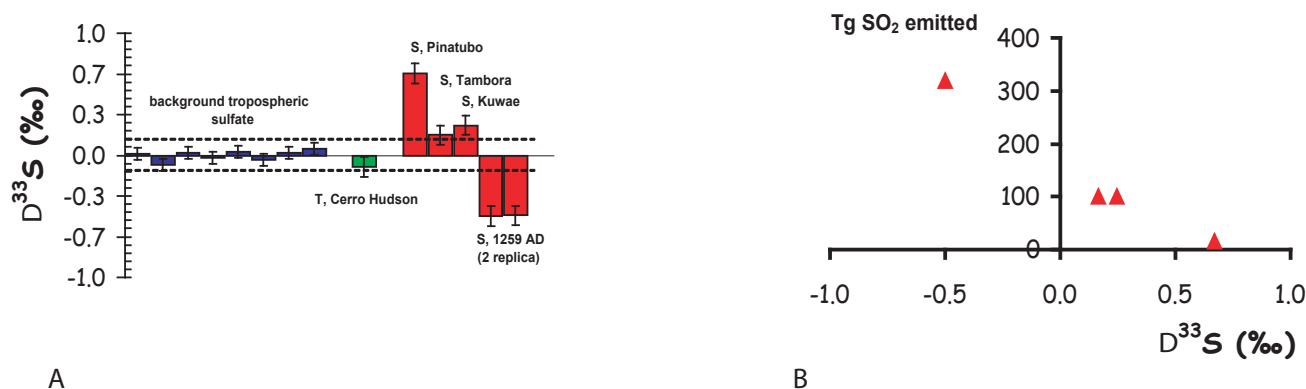 1.0
0.7
0.3
0.0
-0.3
-0.7
-1.0
D³³S (‰)
background tropospheric
sulfate
T, Cerro Hudson
S, Pinatubo
S, Tambora
S, Kuwae
S, 1259 AD
(2 replica)
A
Tg SO₂ emitted
400
300
200
100
0
-1.0 -0.5 0.0 0.5 1.0
D³³S (‰)
B